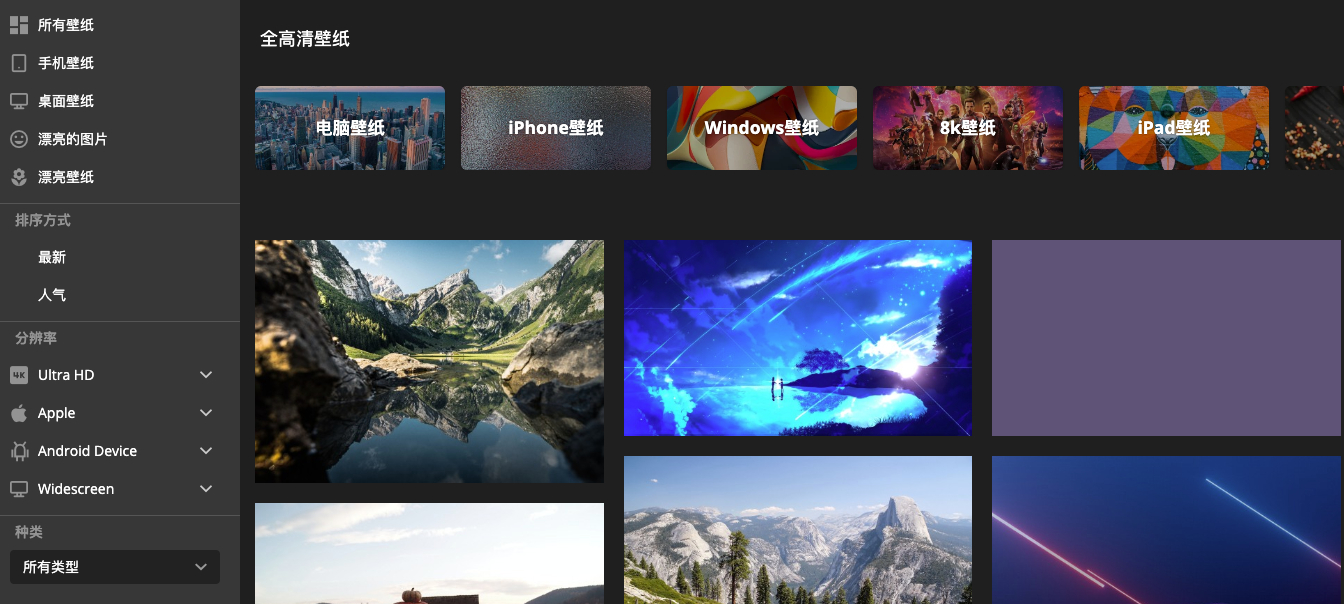 所有壁纸
手机壁纸
桌面壁纸
漂亮的图片
漂亮壁纸
排序方式
最新
人气
分辨率
4K Ultra HD
Apple
Android Device
Widescreen
种类
所有类型
全高清壁纸
电脑壁纸
iPhone壁纸
Windows壁纸
8k壁纸
iPad壁纸